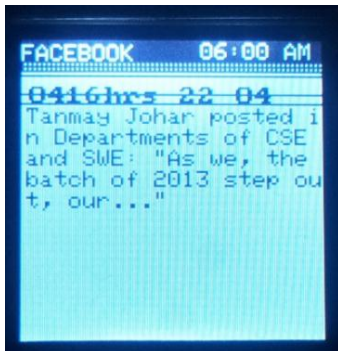 FACEBOOK 06:00 AM
0416hrs 22 04
Tanmay Johar posted i
n Departments of CSE
and SWE: "As we, the
batch of 2013 step ou
t, our..."